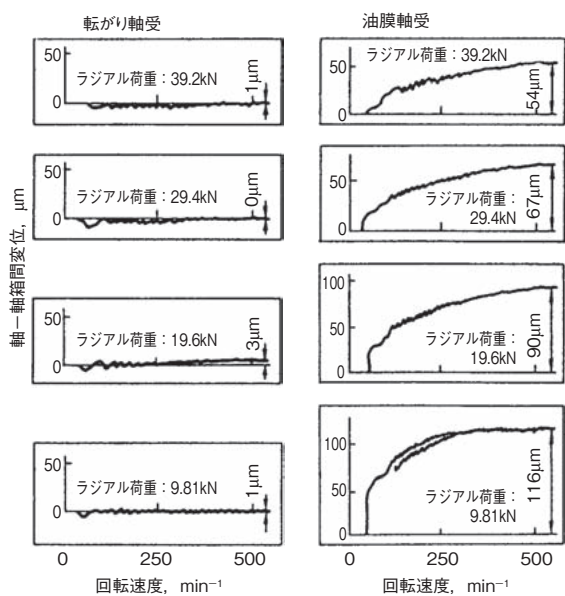 転がり軸受
油膜軸受
軸ー軸箱間変位, μm
50
0
ラジアル荷重：39.2kN
1μm
50
0
ラジアル荷重：29.4kN
0μm
50
0
ラジアル荷重：19.6kN
3μm
50
0
ラジアル荷重：9.81kN
1μm
0
250
500
回転速度, min⁻¹
ラジアル荷重：39.2kN
50
0
54μm
50
0
ラジアル荷重：
29.4kN
67μm
100
50
0
ラジアル荷重：
19.6kN
90μm
100
50
0
ラジアル荷重：
9.81kN
116μm
0
250
500
回転速度, min⁻¹